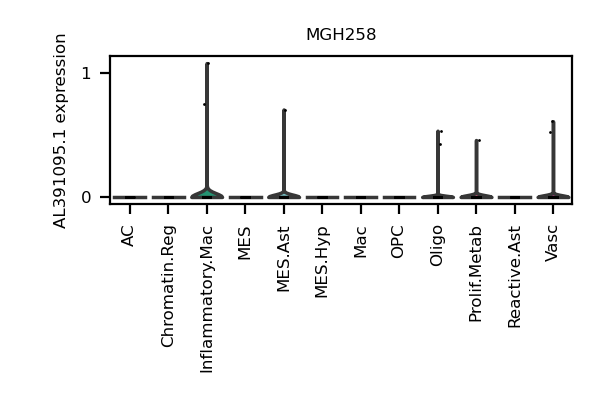 MGH258
AL391095.1 expression
1
0
AC
Chromatin.Reg
Inflammatory.Mac
MES
MES.Ast
MES.Hyp
Mac
OPC
Oligo
Prolif.Metab
Reactive.Ast
Vasc